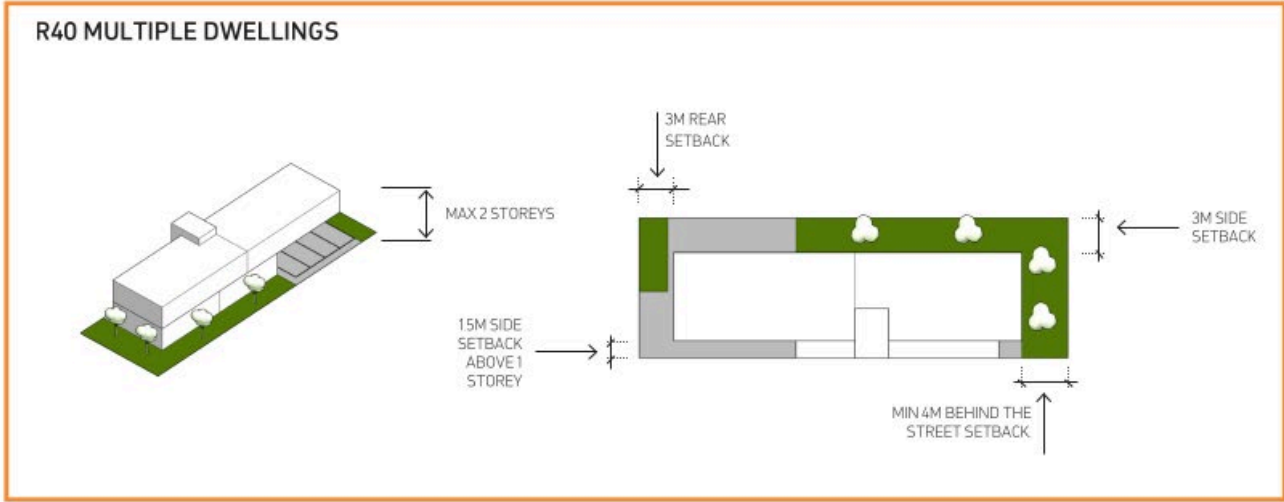 R40 MULTIPLE DWELLINGS
MAX 2 STOREYS
3M REAR
SETBACK
3M SIDE
SETBACK
1.5M SIDE
SETBACK
ABOVE 1
STOREY
MIN 4M BEHIND THE
STREET SETBACK